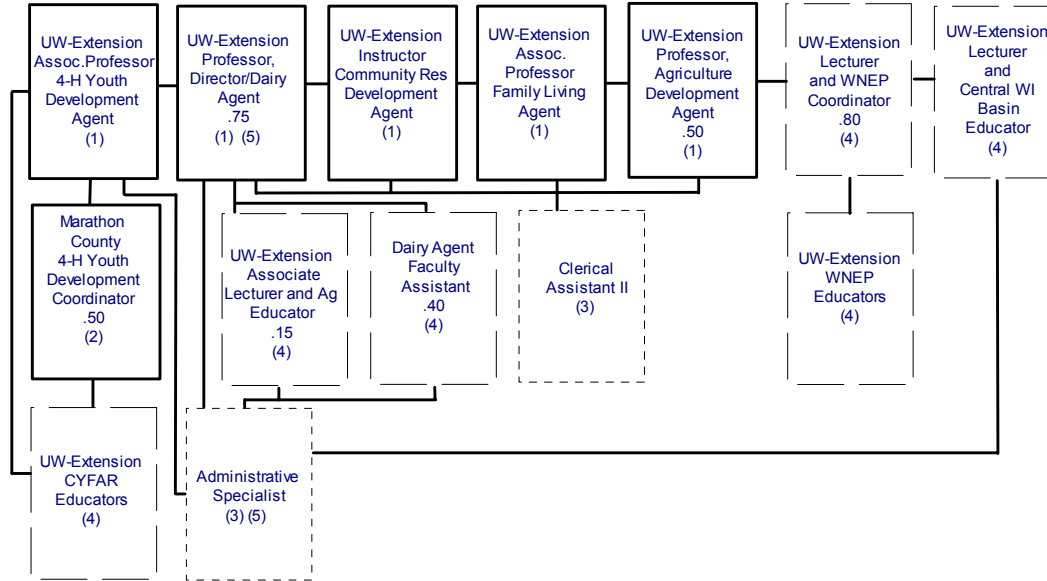 UW-Extension
Assoc.Professor
4-H Youth
Development
Agent
(1)
UW-Extension
Professor,
Director/Dairy
Agent
.75
(1) (5)
UW-Extension
Instructor
Community Res
Development
Agent
(1)
UW-Extension
Assoc.
Professor
Family Living
Agent
(1)
UW-Extension
Professor,
Agriculture
Development
Agent
.50
(1)
UW-Extension
Lecturer
and WNEP
Coordinator
.80
(4)
UW-Extension
Lecturer
and
Central WI
Basin
Educator
(4)
Marathon
County
4-H Youth
Development
Coordinator
.50
(2)
UW-Extension
Associate
Lecturer and Ag
Educator
.15
(4)
Dairy Agent
Faculty
Assistant
.40
(4)
Clerical
Assistant II
(3)
UW-Extension
WNEP
Educators
(4)
UW-Extension
CYFAR
Educators
(4)
Administrative
Specialist
(3) (5)